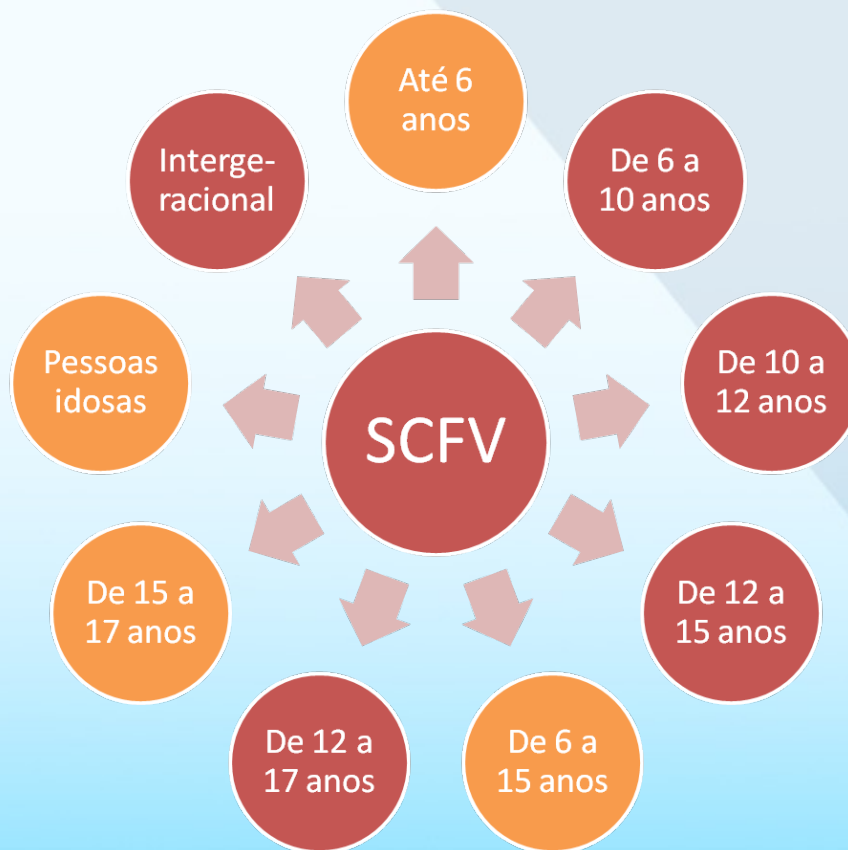 Até 6
anos
De 6 a
10 anos
De 10 a
12 anos
De 12 a
15 anos
De 6 a
15 anos
De 12 a
17 anos
De 15 a
17 anos
Pessoas
idosas
Interge-
racional
SCFV